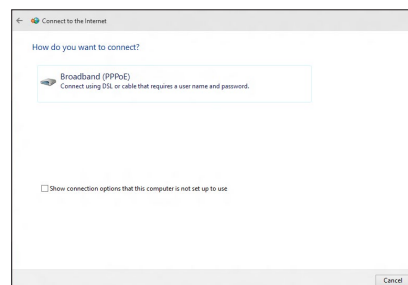 Connect to the Internet
How do you want to connect?
Broadband (PPPoE)
Connect using DSL or cable that requires a user name and password.
Show connection options that this computer is not set up to use
Cancel